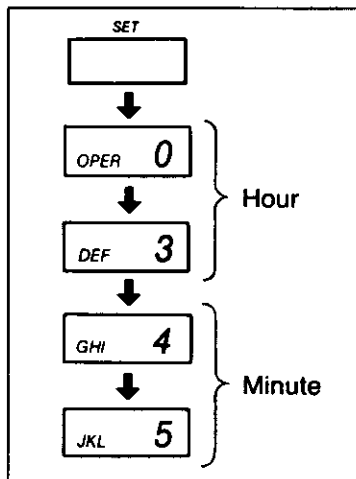 SET
OPER 0
Hour
DEF 3
GHI 4
Minute
JKL 5